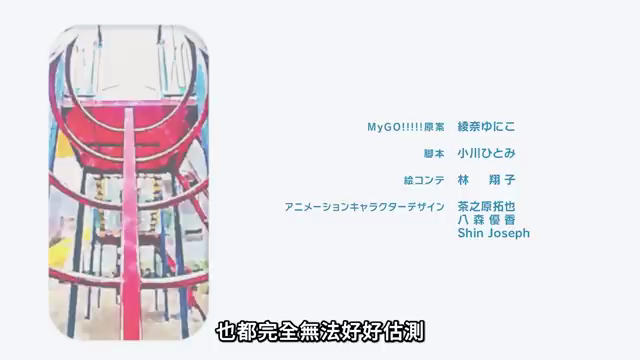 MyGO!!!!!原案 綾奈ゆにこ
脚本 小川ひとみ
絵コンテ 林 翔子
アニメーションキャラクターデザイン 茶之原拓也
八森優香
Shin Joseph
也都完全無法好好估測